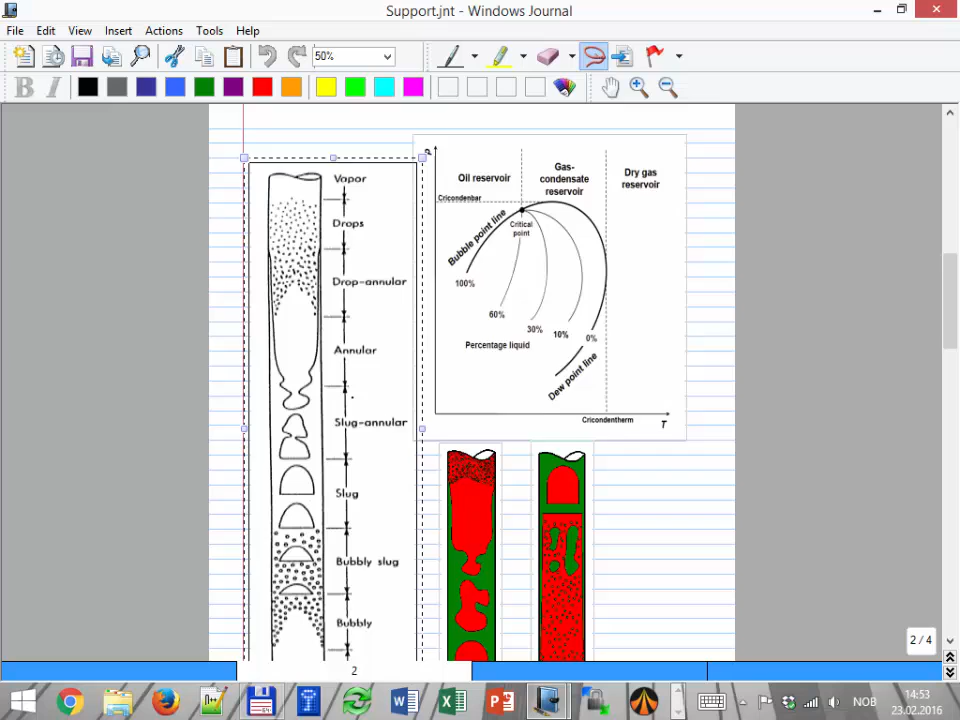 Support.jnt - Windows Journal
File Edit View Insert Actions Tools Help
50%
B I
Vapor
Drops
Drop-annular
Annular
Slug-annular
Slug
Bubbly slug
Bubbly
Oil reservoir
Gas-
condensate
reservoir
Dry gas
reservoir
Cricondenbar
Critical
point
Bubble point line
100%
60%
30%
10%
0%
Percentage liquid
Dew point line
Cricondentherm
T
2 / 4
2
NOB
14:53
23.02.2016